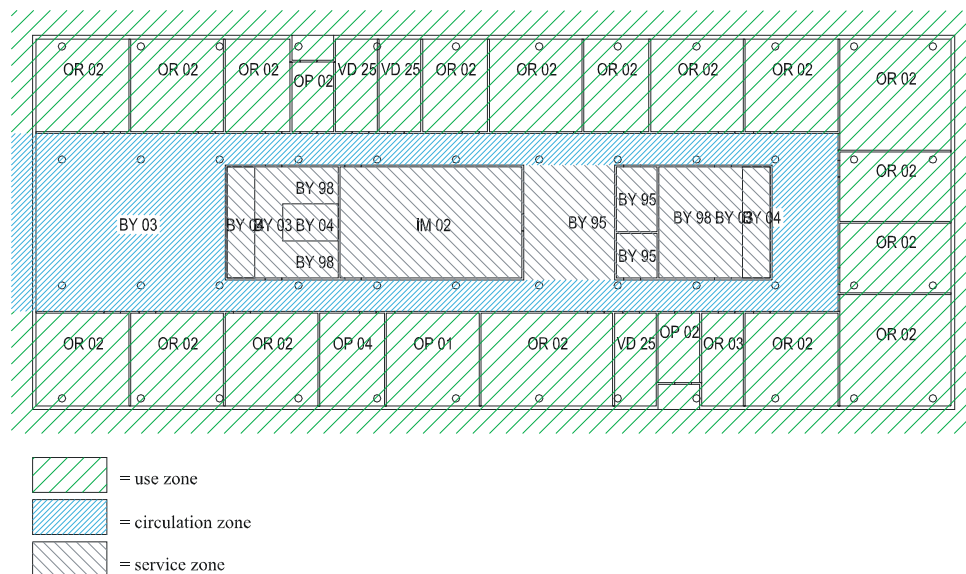 OR 02 OR 02 OR 02 OP 02 VD 25 VD 25 OR 02 OR 02 OR 02 OR 02 OR 02 OR 02
OR 02
BY 98 BY 95
BY 03 BY 04 BY 03 BY 04 IM 02 BY 95 BY 98 BY 03 BY 04
OR 02
BY 98 BY 95
OR 02 OR 02 OR 02 OP 04 OP 01 OR 02 VD 25 OP 02 OR 03 OR 02 OR 02
= use zone
= circulation zone
= service zone